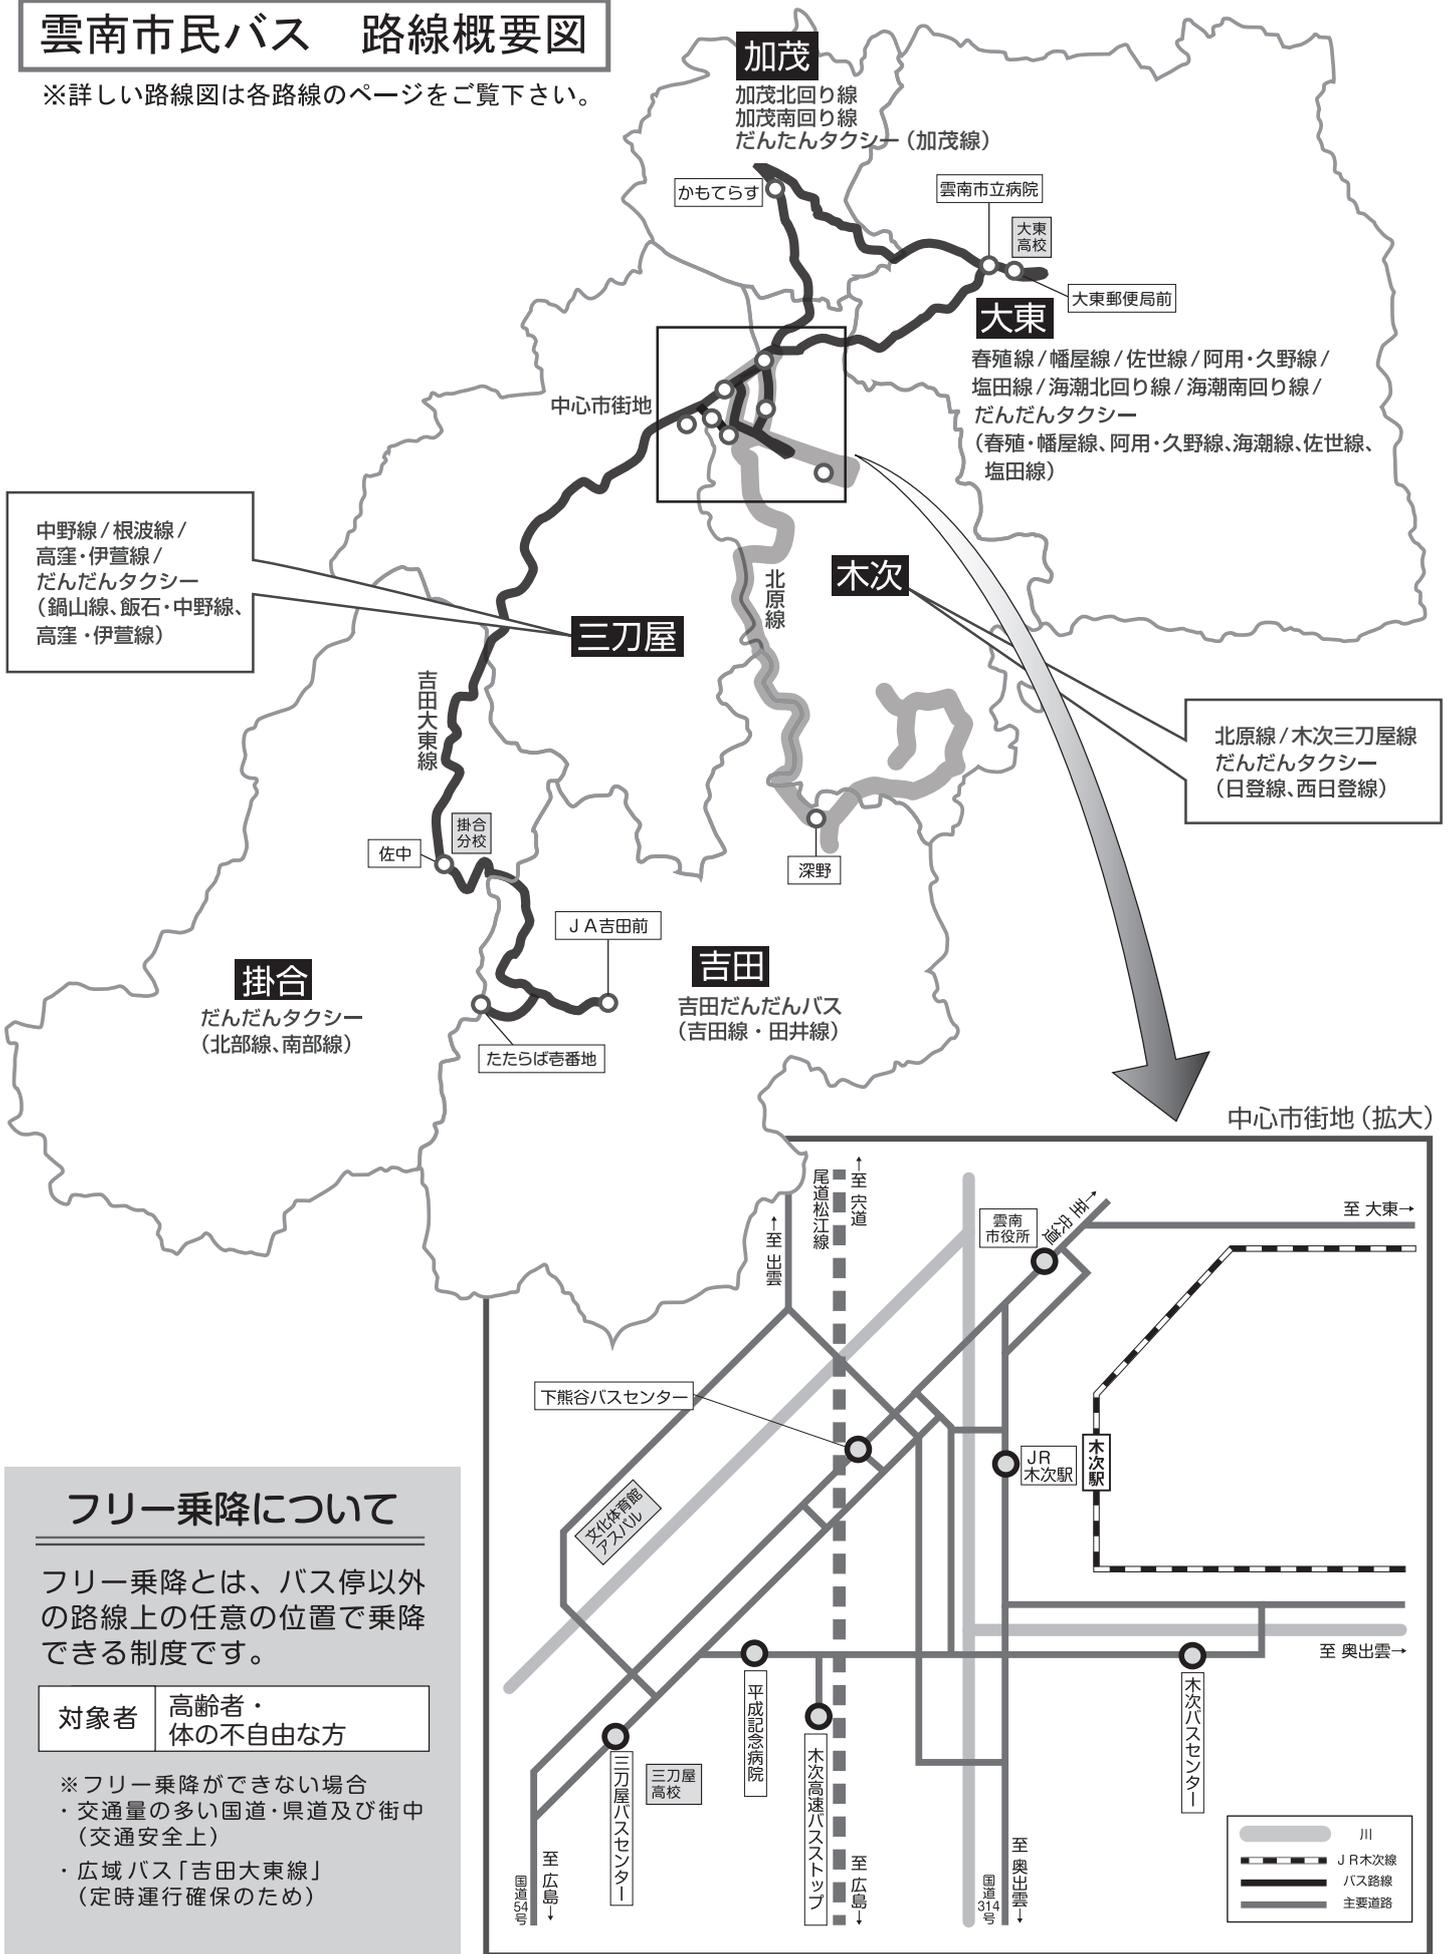 雲南市民バス　路線概要図
※詳しい路線図は各路線のページをご覧下さい。
加茂
加茂北回り線
加茂南回り線
だんたんタクシー（加茂線）
かもてらす
雲南市立病院
大東
高校
大東郵便局前
大東
春殖線/幡屋線/佐世線/阿用・久野線/
塩田線/海潮北回り線/海潮南回り線/
だんだんタクシー
（春殖・幡屋線、阿用・久野線、海潮線、佐世線、
塩田線）
中心市街地
中野線/根波線/
高窪・伊萱線/
だんだんタクシー
（鍋山線、飯石・中野線、
高窪・伊萱線）
三刀屋
北原線
木次
北原線/木次三刀屋線
だんだんタクシー
（日登線、西日登線）
吉田大東線
掛合
分校
佐中
深野
ＪＡ吉田前
掛合
だんだんタクシー
（北部線、南部線）
吉田
吉田だんだんバス
（吉田線・田井線）
たたらば壱番地
中心市街地（拡大）
←至 出雲
尾道松江線
←至 宍道
雲南
市役所
至 宍道→
至 大東→
下熊谷バスセンター
JR
木次駅
木次駅
文化体育館
アスパル
至 奥出雲→
平成記念病院
木次高速バスストップ
木次バスセンター
三刀屋バスセンター
三刀屋
高校
国道54号
至 広島→
至 広島→
国道314号
至 奥出雲→
川
ＪＲ木次線
バス路線
主要道路
フリー乗降について
フリー乗降とは、バス停以外
の路線上の任意の位置で乗降
できる制度です。
対象者
高齢者・
体の不自由な方
※フリー乗降ができない場合
・交通量の多い国道・県道及び街中
（交通安全上）
・広域バス「吉田大東線」
（定時運行確保のため）